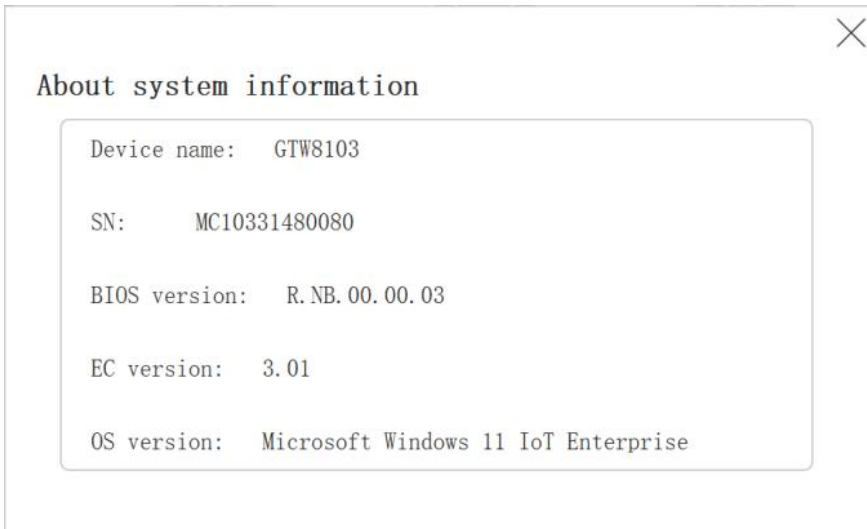 About system information
Device name: GTW8103
SN: MC10331480080
BIOS version: R.NB.00.00.03
EC version: 3.01
OS version: Microsoft Windows 11 IoT Enterprise